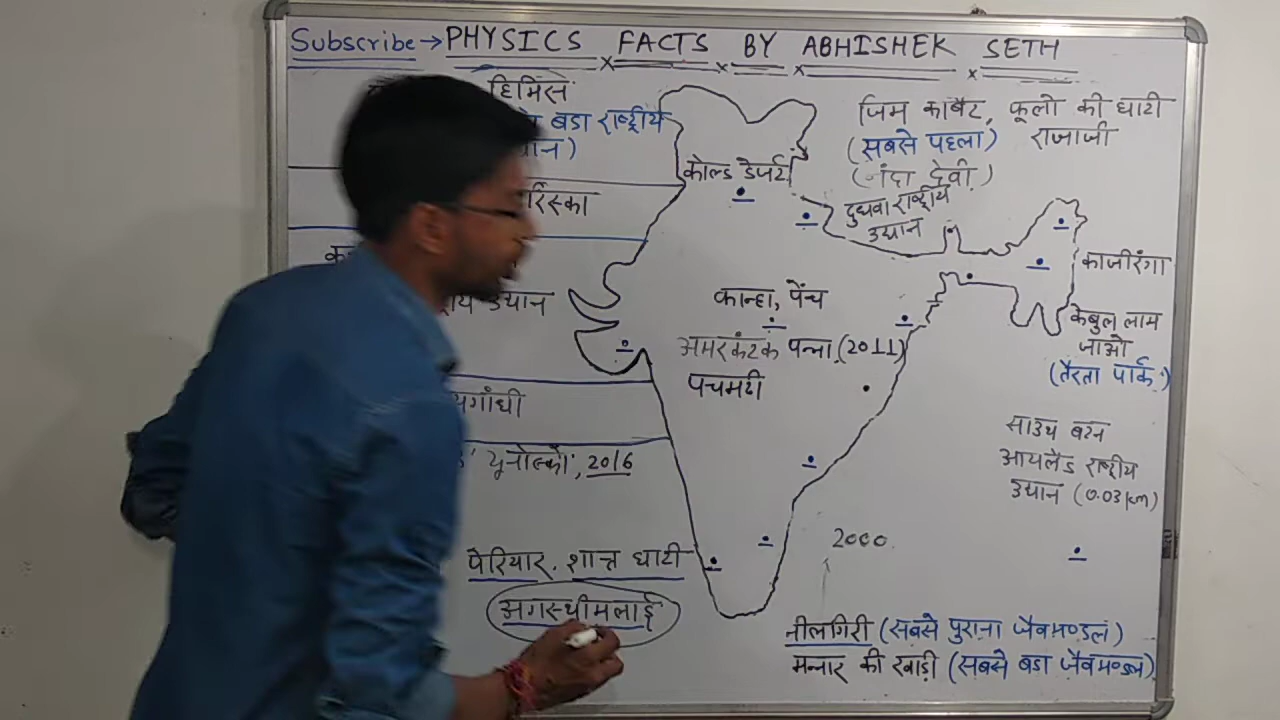 Subscribe→PHYSICS FACTS BY ABHISHEK SETH
हिमिस
बडा राष्ट्रीय
जिम कार्बेट, फूलो की घाटी
(सबसे पहला) राजाजी
(नंदा देवी)
कोल्ड डेजर्ट
दुधवा राष्ट्रीय
उद्यान
काजीरंगा
उद्यान
कान्हा, पेंच
अमरकंटक पन्ना (2011)
पचमढी
केबुल लाम
जाओ
(तैरता पार्क)
साउथ बटन
आयलैंड राष्ट्रीय
उद्यान (0.03 km)
यूनेस्को, 2016
2000
पेरियार. शान्त घाटी
अगस्थीमलाई
नीलगिरी (सबसे पुराना जैवमण्डल)
मन्नार की खाड़ी (सबसे बडा जैवमण्डल)